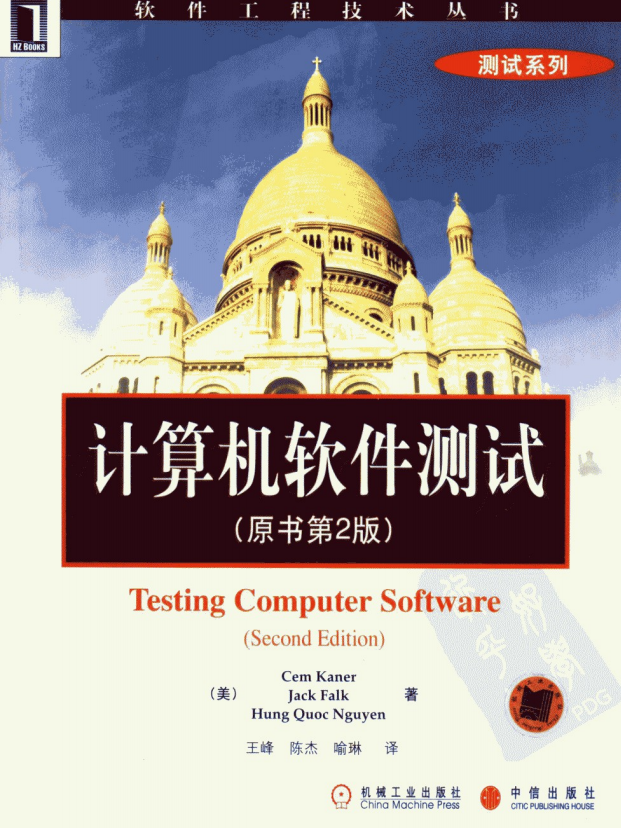 软件工程技术丛书
HZ BOOKS
测试系列
计算机软件测试
（原书第2版）
Testing Computer Software
(Second Edition)
Cem Kaner
（美） Jack Falk 著
Hung Quoc Nguyen
王峰 陈杰 喻琳 译
PDG
机械工业出版社
China Machine Press
中信出版社
CITIC PUBLISHING HOUSE